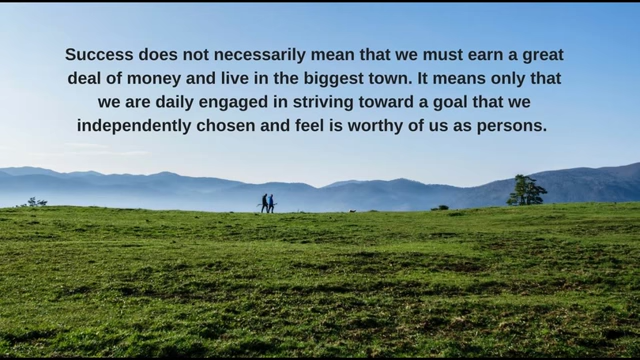 Success does not necessarily mean that we must earn a great
deal of money and live in the biggest town. It means only that
we are daily engaged in striving toward a goal that we
independently chosen and feel is worthy of us as persons.